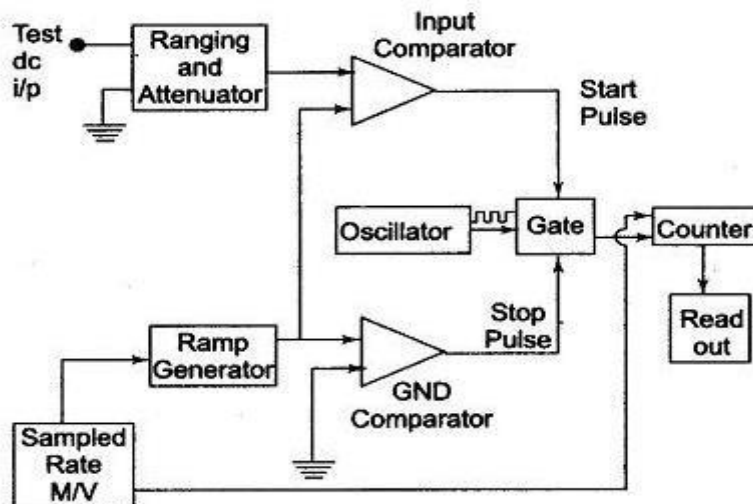 Test
dc
i/p
Ranging
and
Attenuator
Input
Comparator
Start
Pulse
Oscillator
Gate
Counter
Stop
Pulse
Read
out
Ramp
Generator
GND
Comparator
Sampled
Rate
M/V